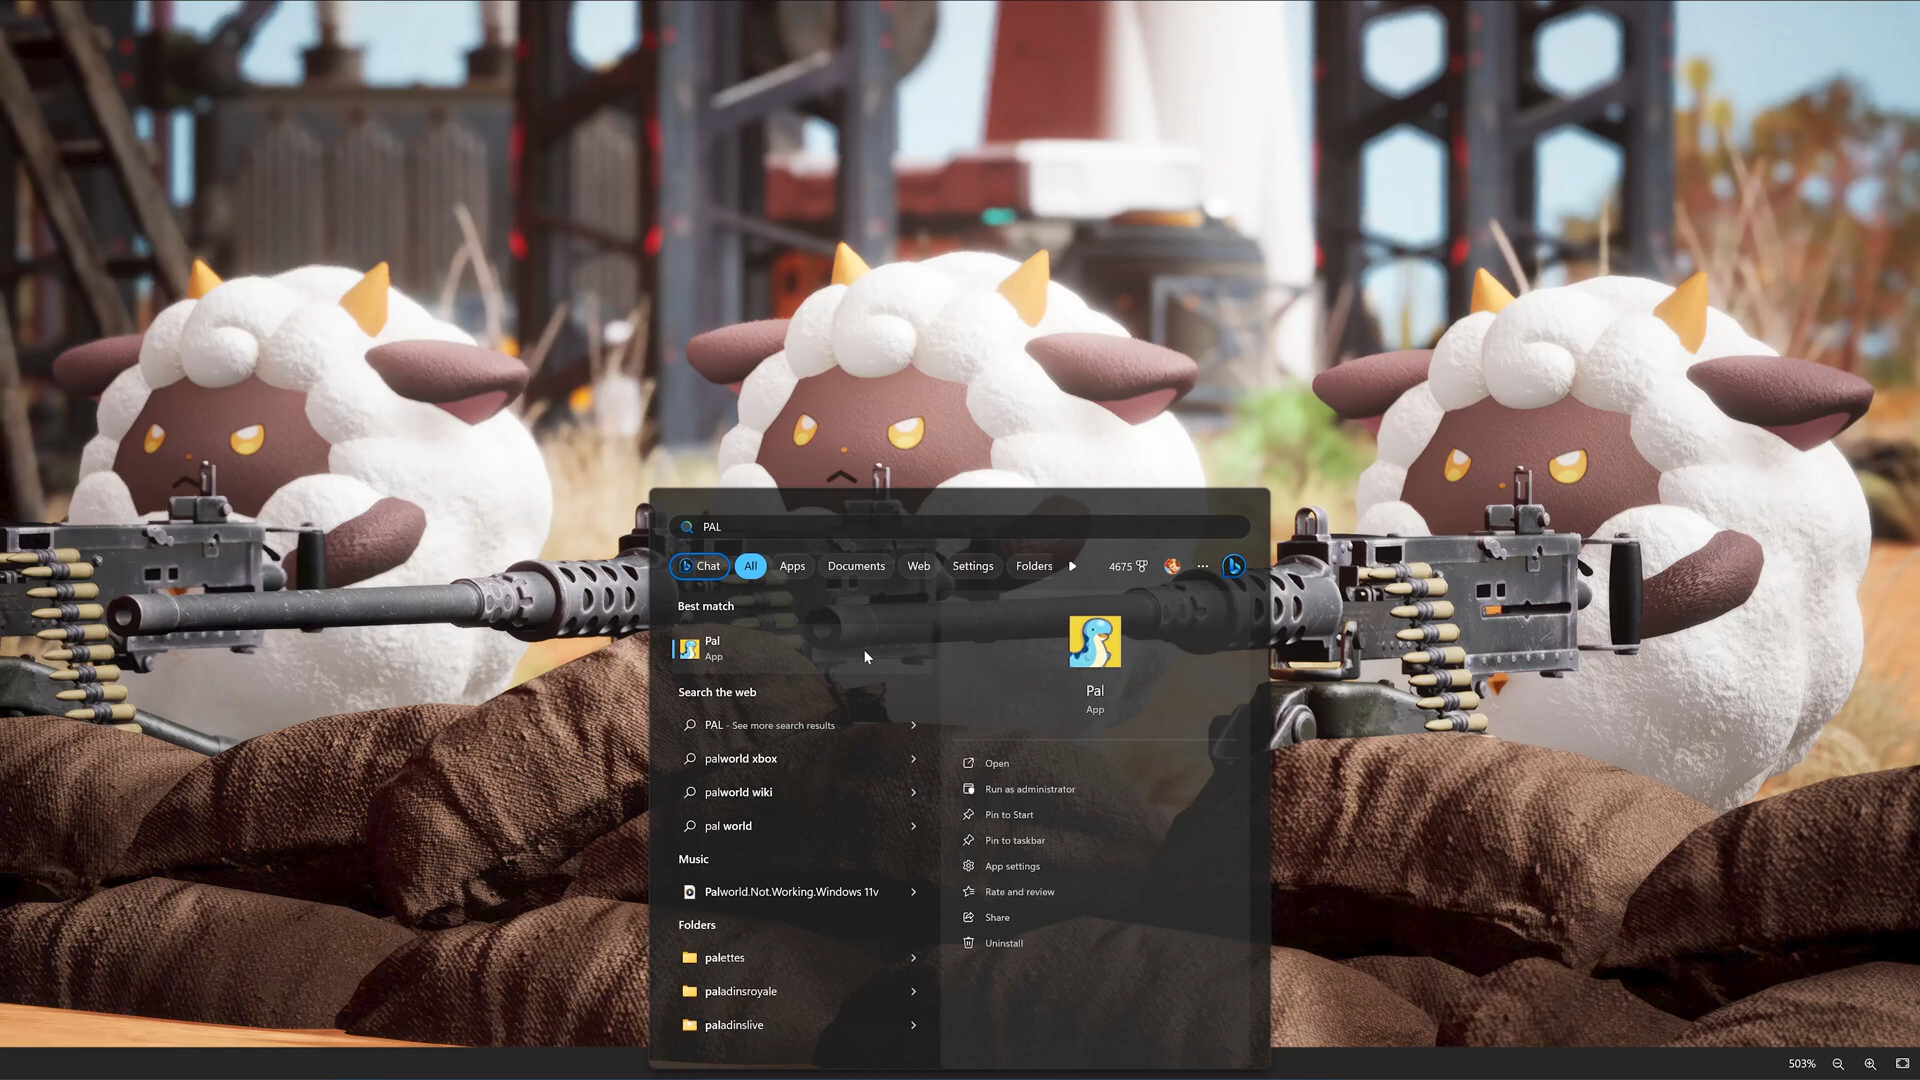 PAL
Chat All Apps Documents Web Settings Folders 4675
Best match
Pal
App
Search the web
PAL - See more search results
palworld xbox
palworld wiki
pal world
Music
Palworld.Not.Working.Windows 11v
Folders
palettes
paladinsroyale
paladinslive
Pal
App
Open
Run as administrator
Pin to Start
Pin to taskbar
App settings
Rate and review
Share
Uninstall
503%